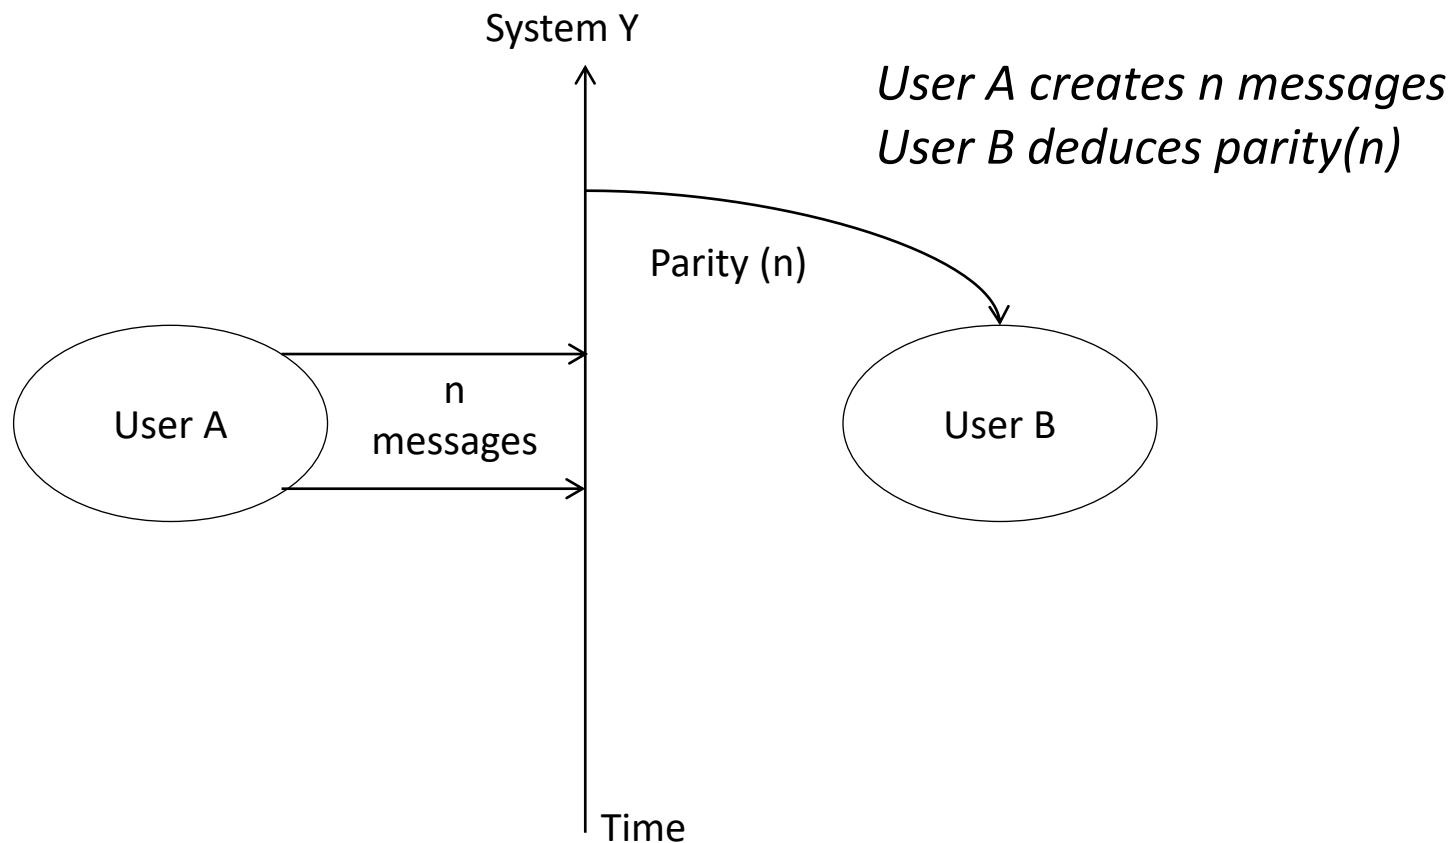 System Y
User A creates n messages
User B deduces parity(n)
Parity (n)
User A
n
messages
User B
Time